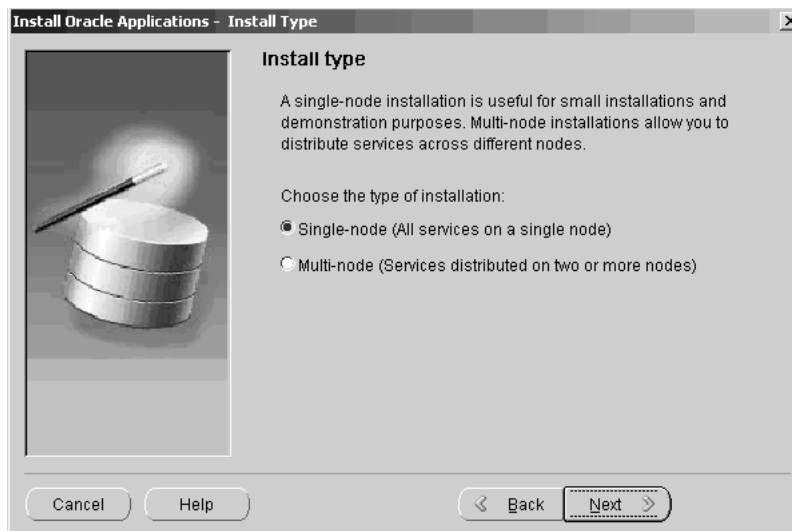 Install Oracle Applications - Install Type
Install type
A single-node installation is useful for small installations and
demonstration purposes. Multi-node installations allow you to
distribute services across different nodes.
Choose the type of installation:
Single-node (All services on a single node)
Multi-node (Services distributed on two or more nodes)
Cancel
Help
Back
Next